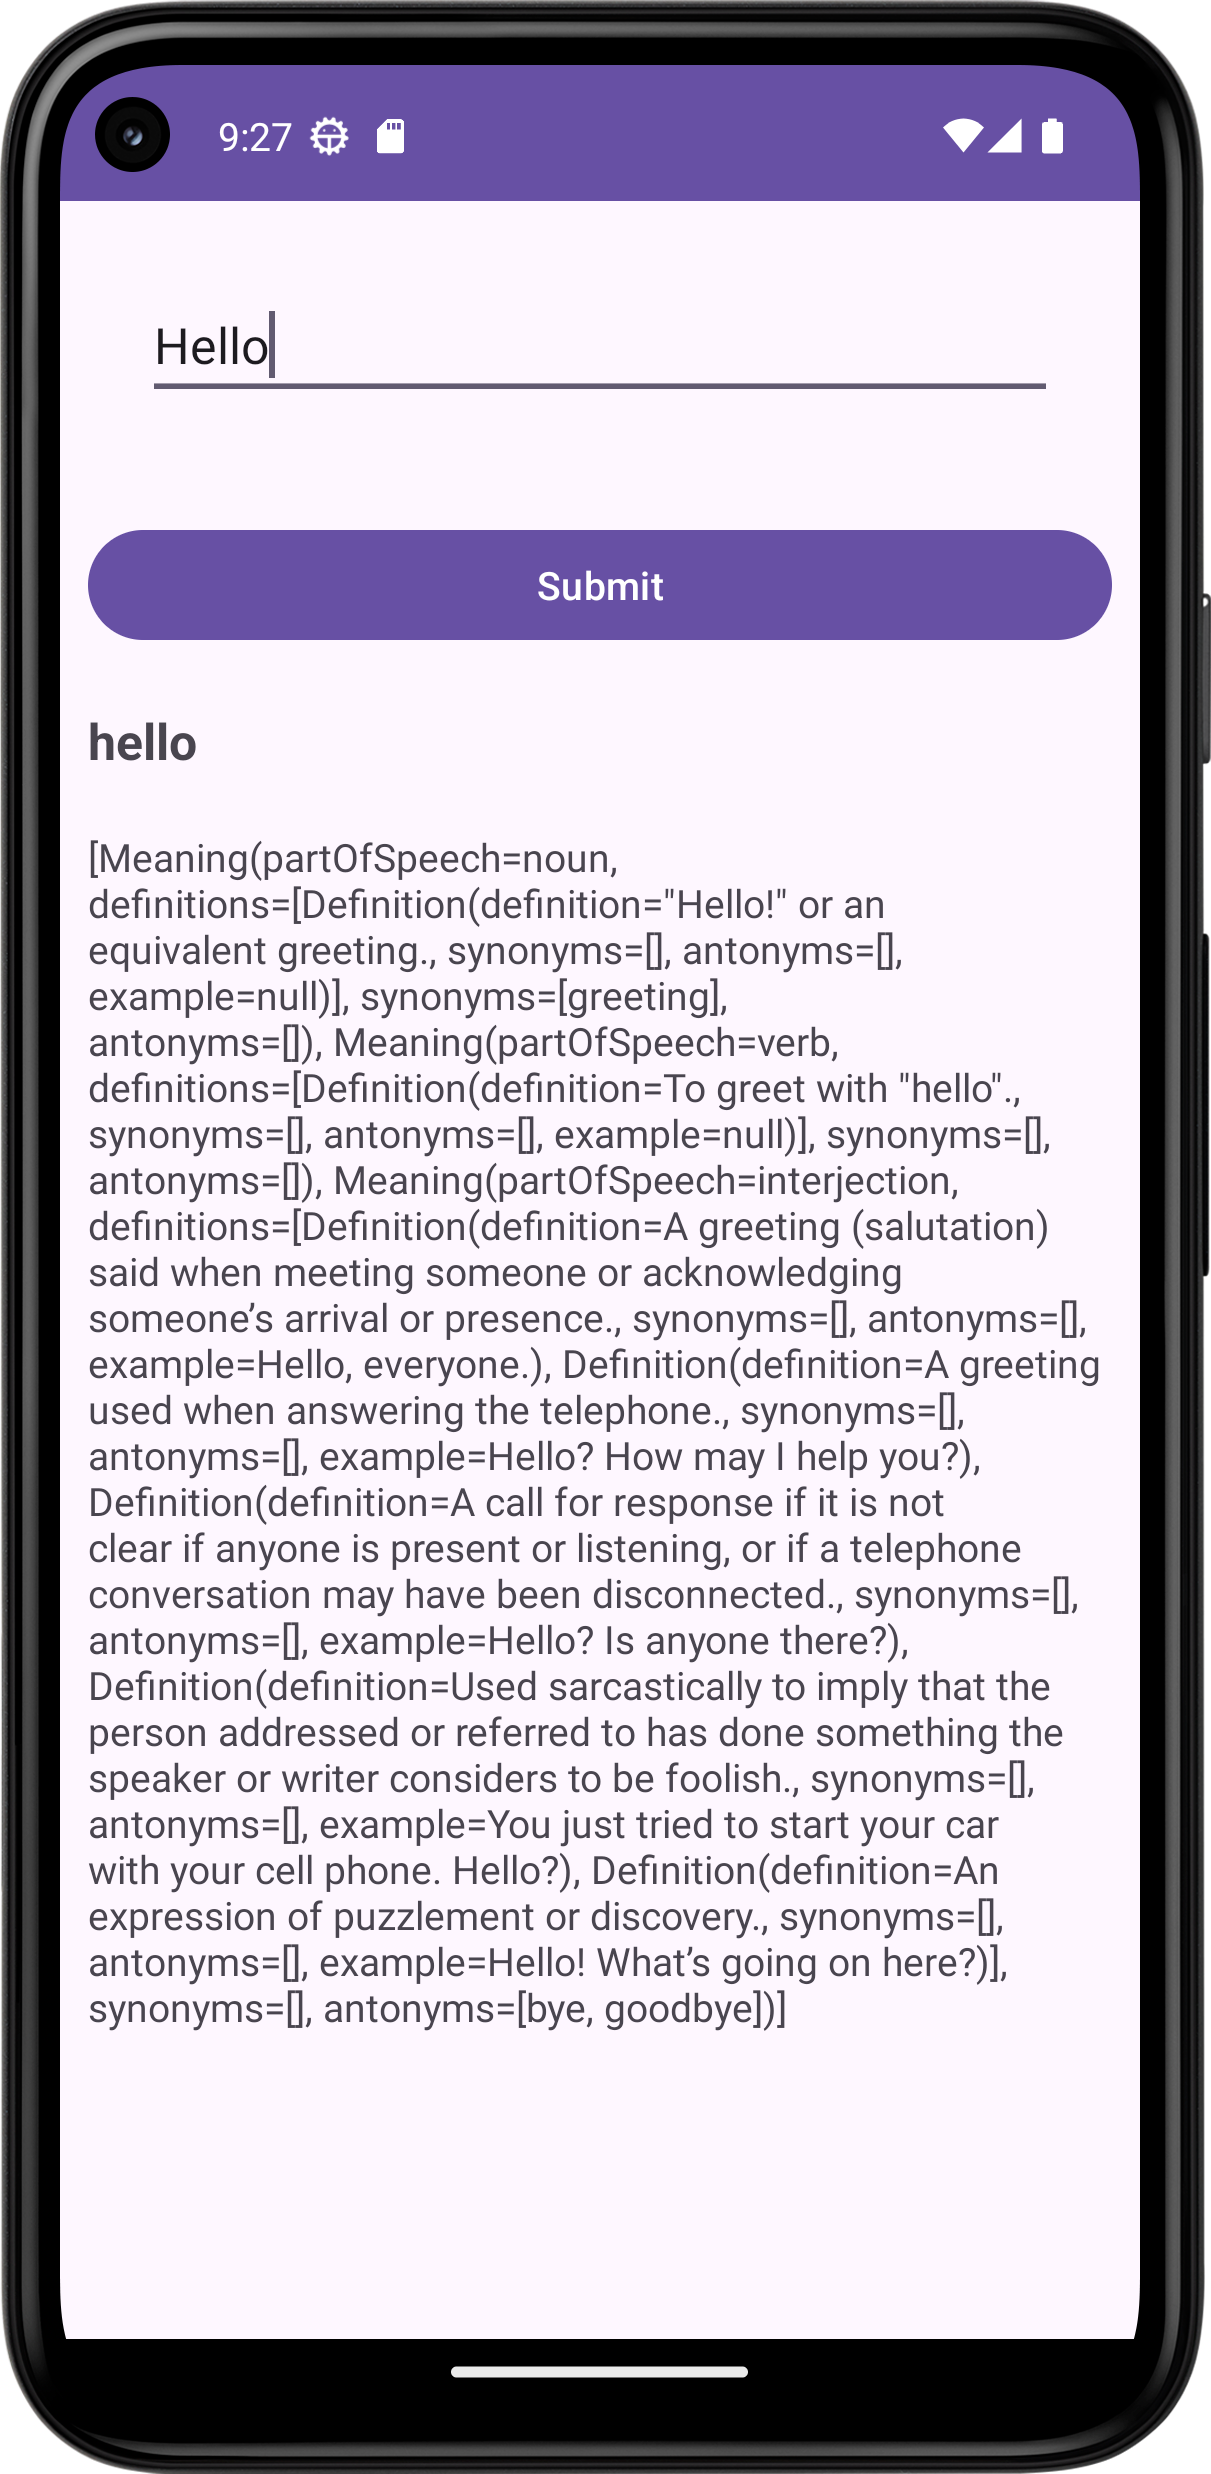 9:27
Hello
Submit
hello
[Meaning(partOfSpeech=noun,
definitions=[Definition(definition="Hello!" or an
equivalent greeting., synonyms=[], antonyms=[],
example=null)], synonyms=[greeting],
antonyms=[]), Meaning(partOfSpeech=verb,
definitions=[Definition(definition=To greet with "hello".,
synonyms=[], antonyms=[], example=null)], synonyms=[],
antonyms=[]), Meaning(partOfSpeech=interjection,
definitions=[Definition(definition=A greeting (salutation)
said when meeting someone or acknowledging
someone’s arrival or presence., synonyms=[], antonyms=[],
example=Hello, everyone.), Definition(definition=A greeting
used when answering the telephone., synonyms=[],
antonyms=[], example=Hello? How may I help you?),
Definition(definition=A call for response if it is not
clear if anyone is present or listening, or if a telephone
conversation may have been disconnected., synonyms=[],
antonyms=[], example=Hello? Is anyone there?),
Definition(definition=Used sarcastically to imply that the
person addressed or referred to has done something the
speaker or writer considers to be foolish., synonyms=[],
antonyms=[], example=You just tried to start your car
with your cell phone. Hello?), Definition(definition=An
expression of puzzlement or discovery., synonyms=[],
antonyms=[], example=Hello! What’s going on here?)],
synonyms=[], antonyms=[bye, goodbye])]